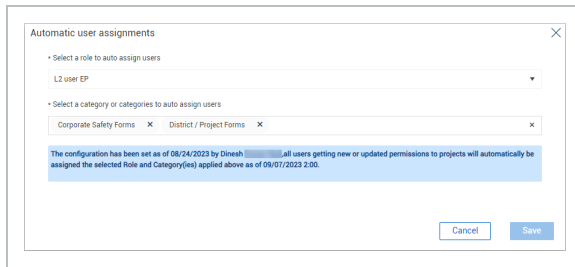 Automatic user assignments
* Select a role to auto assign users
L2 user EP
* Select a category or categories to auto assign users
Corporate Safety Forms ✕ District / Project Forms ✕
The configuration has been set as of 08/24/2023 by Dinesh ,all users getting new or updated permissions to projects will automatically be
assigned the selected Role and Category(ies) applied above as of 09/07/2023 2:00.
Cancel Save